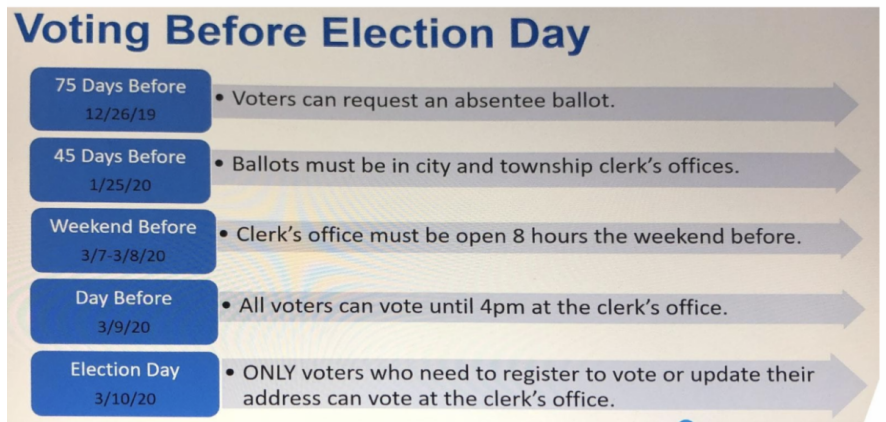 Voting Before Election Day
75 Days Before
12/26/19
• Voters can request an absentee ballot.
45 Days Before
1/25/20
• Ballots must be in city and township clerk's offices.
Weekend Before
3/7-3/8/20
• Clerk's office must be open 8 hours the weekend before.
Day Before
3/9/20
• All voters can vote until 4pm at the clerk's office.
Election Day
3/10/20
• ONLY voters who need to register to vote or update their
address can vote at the clerk's office.